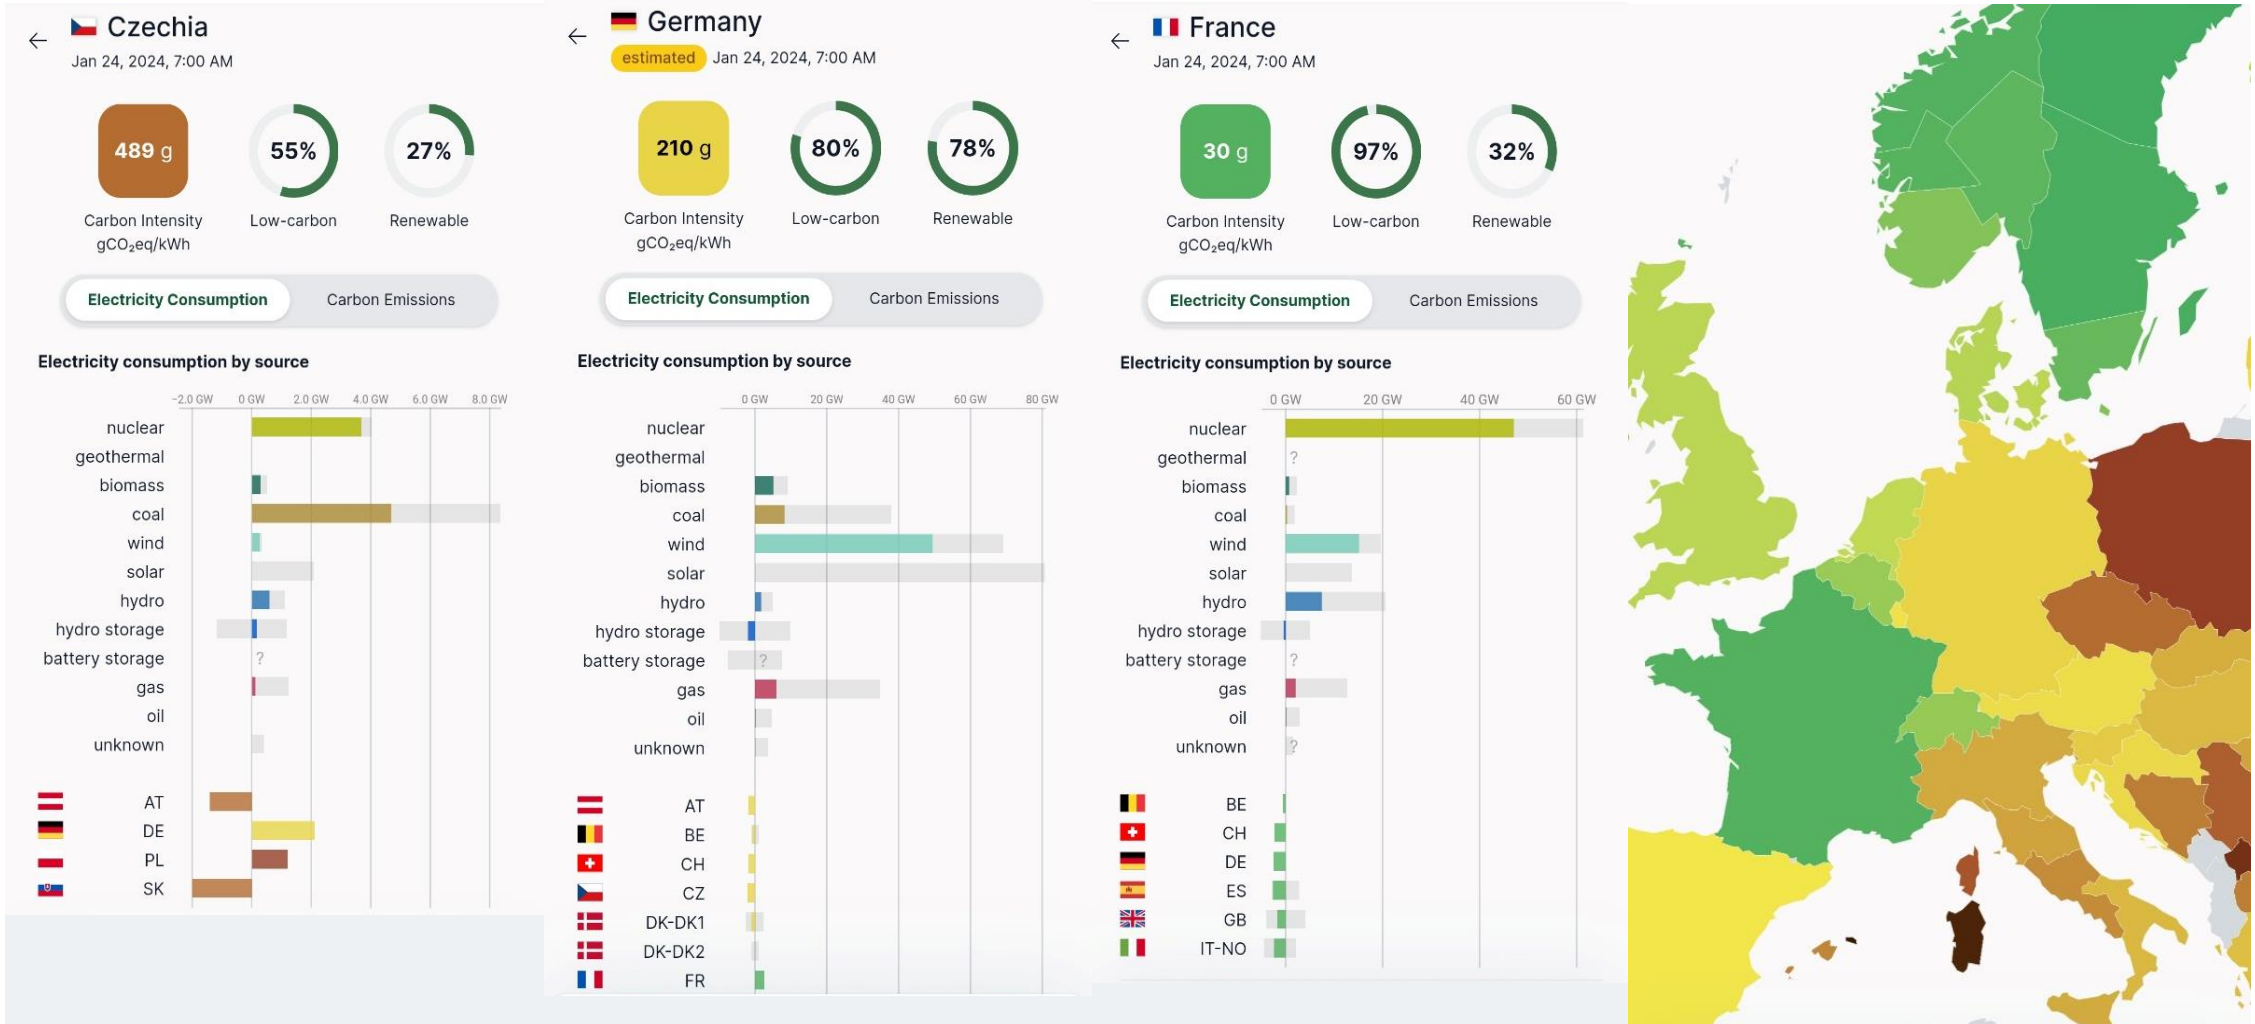 Czechia
Jan 24, 2024, 7:00 AM
489 g
55%
27%
Carbon Intensity
gCO₂eq/kWh
Low-carbon
Renewable
Electricity Consumption
Carbon Emissions
Electricity consumption by source
−2.0 GW 0 GW 2.0 GW 4.0 GW 6.0 GW 8.0 GW
nuclear
geothermal
biomass
coal
wind
solar
hydro
hydro storage
battery storage ?
gas
oil
unknown
AT
DE
PL
SK
Germany
estimated Jan 24, 2024, 7:00 AM
210 g
80%
78%
Carbon Intensity
gCO₂eq/kWh
Low-carbon
Renewable
Electricity Consumption
Carbon Emissions
Electricity consumption by source
0 GW 20 GW 40 GW 60 GW 80 GW
nuclear
geothermal
biomass
coal
wind
solar
hydro
hydro storage
battery storage ?
gas
oil
unknown
AT
BE
CH
CZ
DK-DK1
DK-DK2
FR
France
Jan 24, 2024, 7:00 AM
30 g
97%
32%
Carbon Intensity
gCO₂eq/kWh
Low-carbon
Renewable
Electricity Consumption
Carbon Emissions
Electricity consumption by source
0 GW 20 GW 40 GW 60 GW
nuclear
geothermal ?
biomass
coal
wind
solar
hydro
hydro storage
battery storage ?
gas
oil
unknown ?
BE
CH
DE
ES
GB
IT-NO